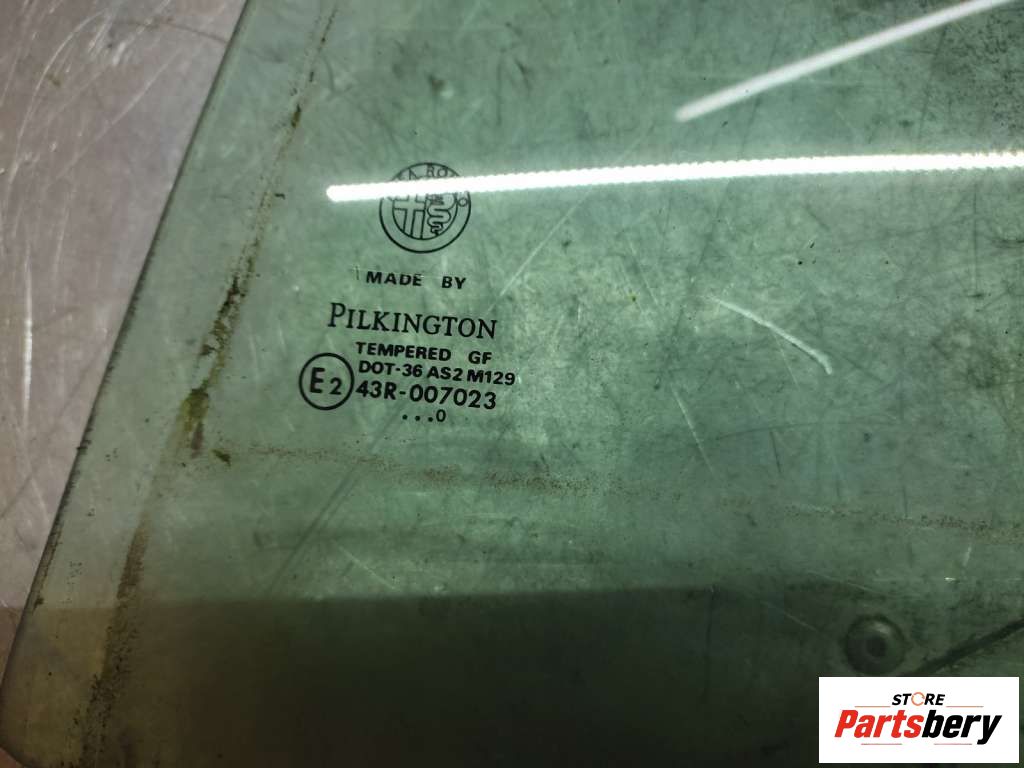 MADE BY
PILKINGTON
TEMPERED GF
DOT-36 AS2 M129
E2 43R-007023
...0
STORE
Partsbery